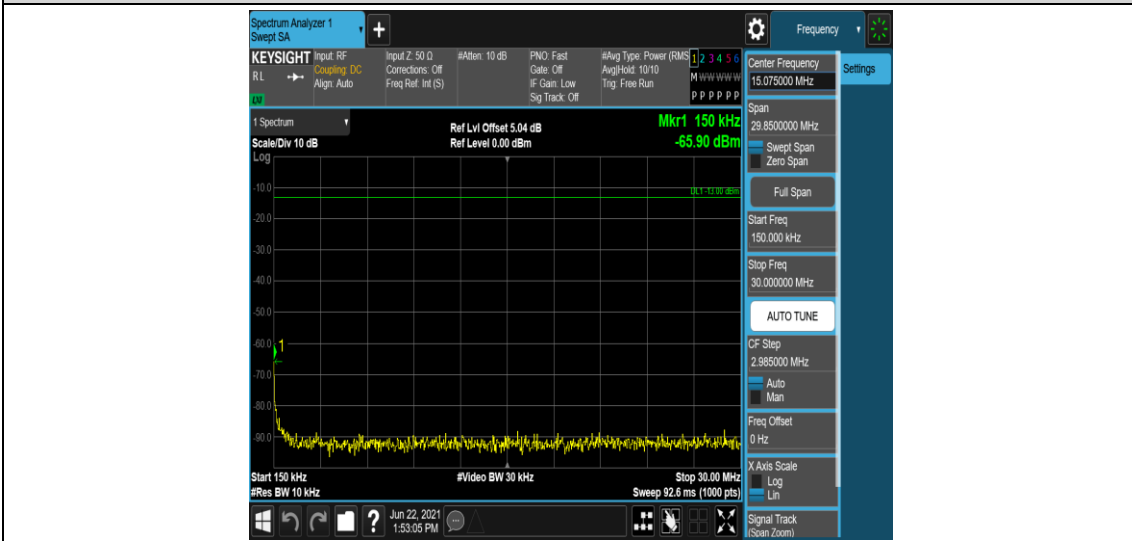 Spectrum Analyzer 1
Swept SA
Frequency
KEYSIGHT
RL
LXI
Input: RF
Coupling: DC
Align: Auto
Input Z: 50 Ω
Corrections: Off
Freq Ref: Int (S)
#Atten: 10 dB
PNO: Fast
Gate: Off
IF Gain: Low
Sig Track: Off
#Avg Type: Power (RMS
Avg|Hold: 10/10
Trig: Free Run
1 2 3 4 5 6
M W W W W W
P P P P P P
1 Spectrum
Scale/Div 10 dB
Log
Ref Lvl Offset 5.04 dB
Ref Level 0.00 dBm
Mkr1 150 kHz
-65.90 dBm
DL1 -13.00 dBm
-10.0
-20.0
-30.0
-40.0
-50.0
-60.0
1
-70.0
-80.0
-90.0
Start 150 kHz
#Res BW 10 kHz
#Video BW 30 kHz
Stop 30.00 MHz
Sweep 92.6 ms (1000 pts)
?
Jun 22, 2021
1:53:05 PM
Center Frequency
15.075000 MHz
Settings
Span
29.8500000 MHz
Swept Span
Zero Span
Full Span
Start Freq
150.000 kHz
Stop Freq
30.000000 MHz
AUTO TUNE
CF Step
2.985000 MHz
Auto
Man
Freq Offset
0 Hz
X Axis Scale
Log
Lin
Signal Track
(Span Zoom)